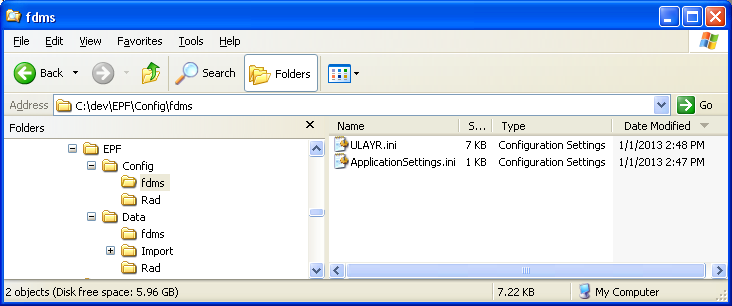 fdms
File Edit View Favorites Tools Help
Back Search Folders
Address C:\dev\EPF\Config\fdms Go
Folders X Name S... Type Date Modified
EPF ULAYR.ini 7 KB Configuration Settings 1/1/2013 2:48 PM
Config ApplicationSettings.ini 1 KB Configuration Settings 1/1/2013 2:47 PM
fdms
Rad
Data
fdms
Import
Rad
2 objects (Disk free space: 5.96 GB) 7.22 KB My Computer